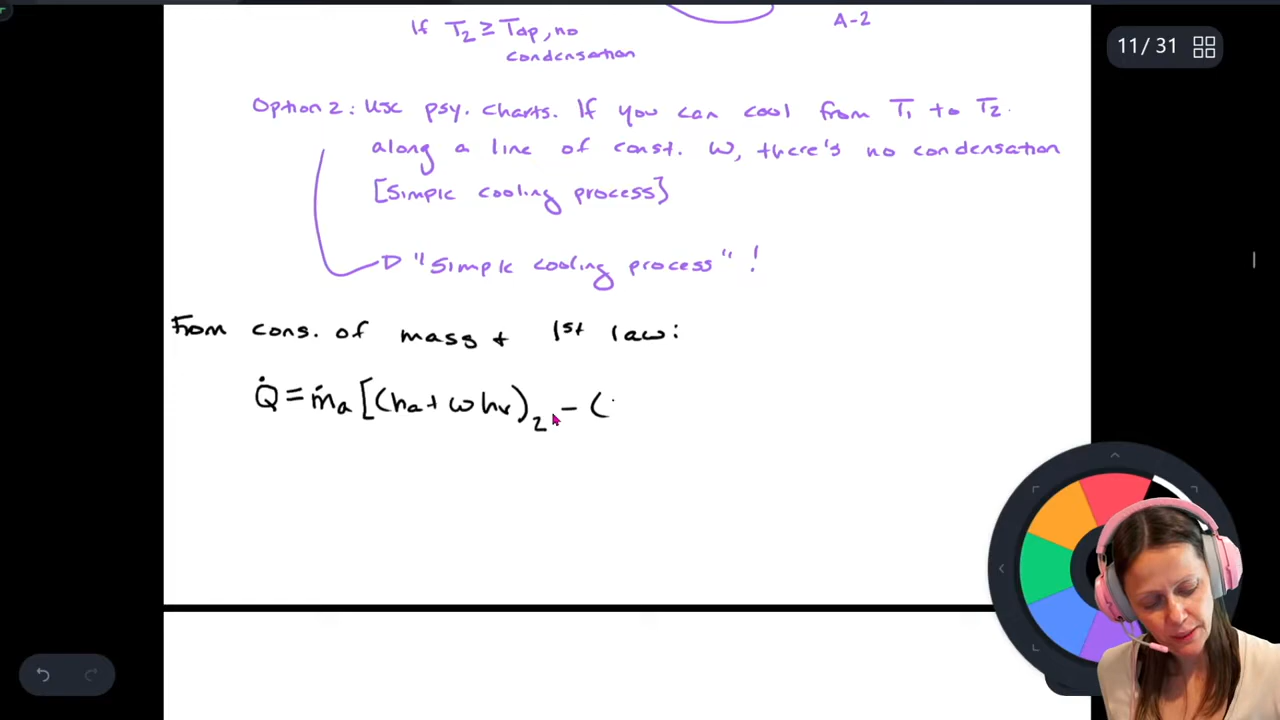 If T₂ ≥ Tdp, no
condensation
A-2
11 / 31
Option 2: Use psy. charts. If you can cool from T₁ to T₂
along a line of const. ω, there's no condensation
[Simple cooling process]
"Simple cooling process"!
From cons. of mass + 1st law:
Q̇ = ṁa [(ha + ωhv)₂ - (